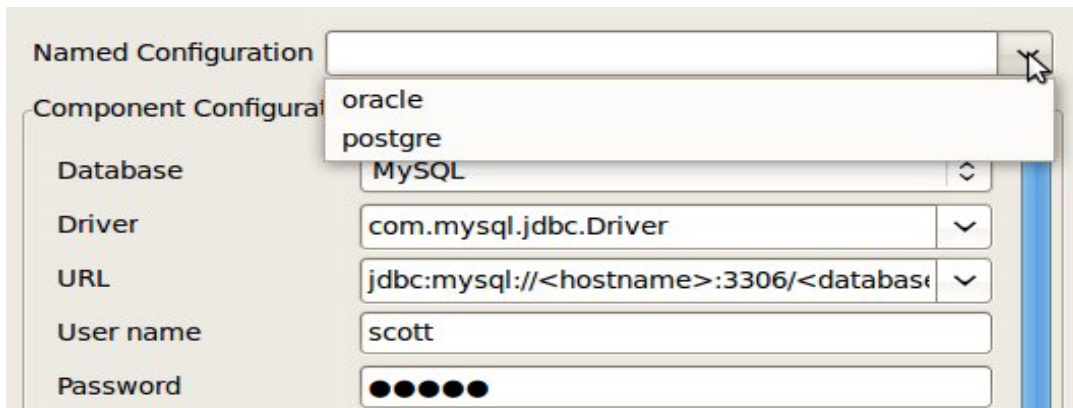 Named Configuration
oracle
Component Configurat
postgre
Database MySQL
Driver com.mysql.jdbc.Driver
URL jdbc:mysql://<hostname>:3306/<database
User name scott
Password ●●●●●